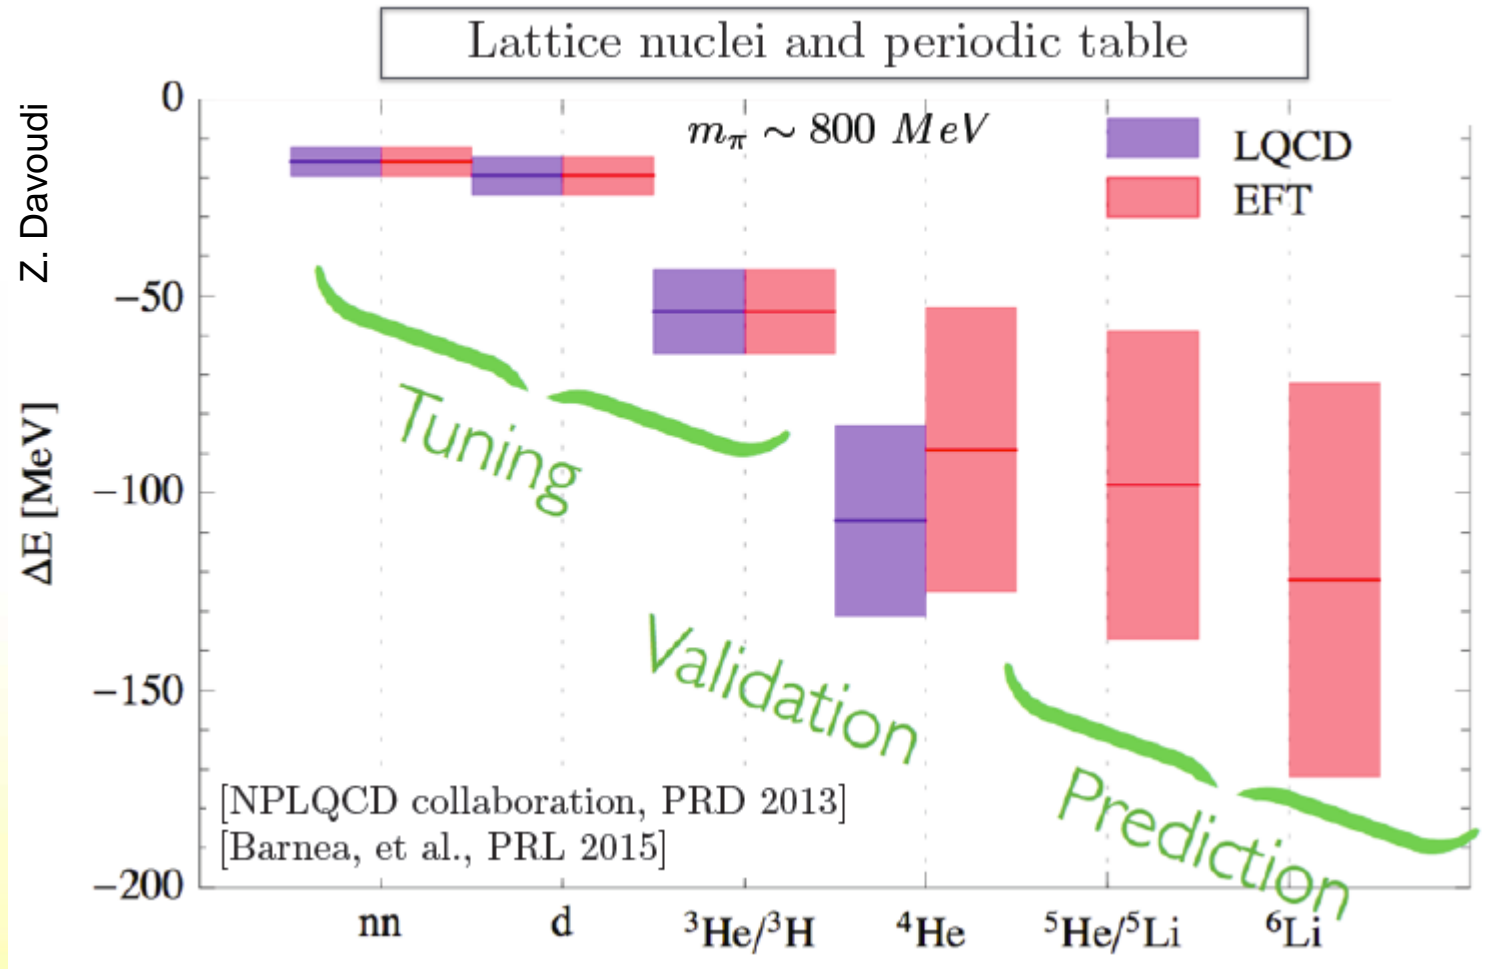 Lattice nuclei and periodic table
Z. Davoudi
m_π ∼ 800 MeV
LQCD
EFT
ΔE [MeV]
0
−50
−100
−150
−200
Tuning
Validation
Prediction
[NPLQCD collaboration, PRD 2013]
[Barnea, et al., PRL 2015]
nn d ³He/³H ⁴He ⁵He/⁵Li ⁶Li